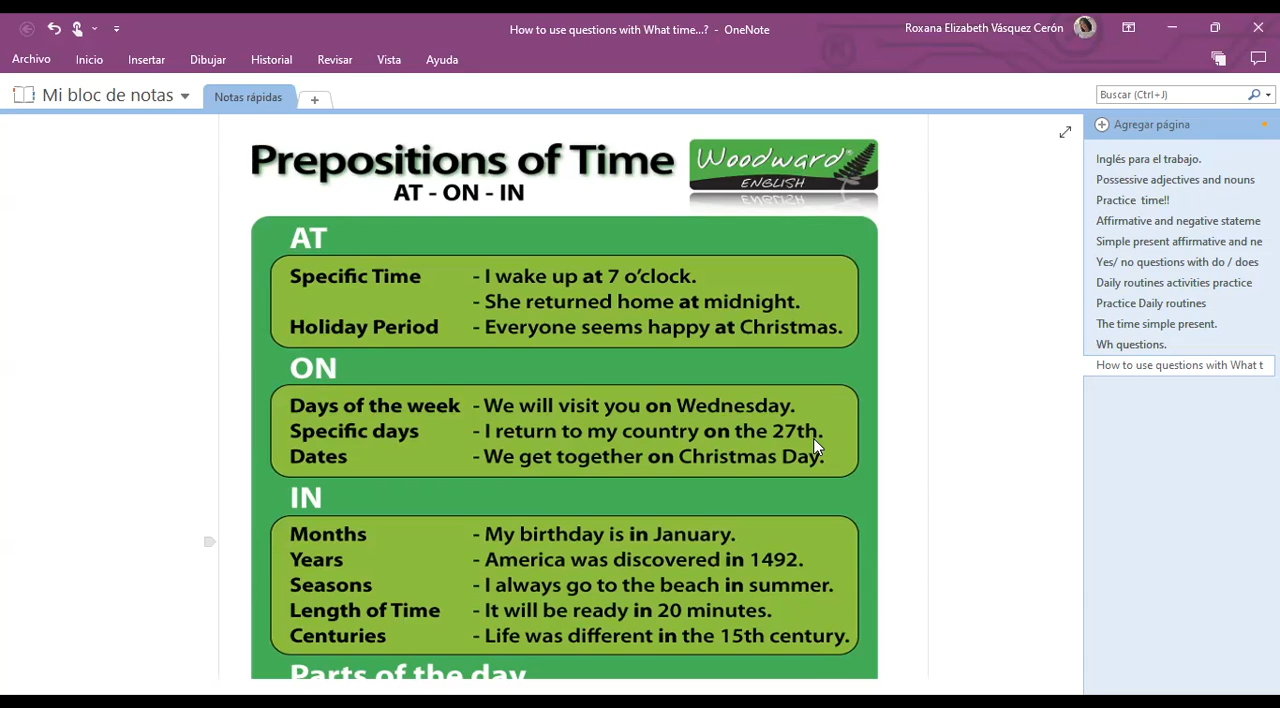 How to use questions with What time...? - OneNote
Roxana Elizabeth Vásquez Cerón
Archivo Inicio Insertar Dibujar Historial Revisar Vista Ayuda
Mi bloc de notas
Notas rápidas
Buscar (Ctrl+J)
Agregar página
Inglés para el trabajo.
Possessive adjectives and nouns
Practice time!!
Affirmative and negative stateme
Simple present affirmative and ne
Yes/ no questions with do / does
Daily routines activities practice
Practice Daily routines
The time simple present.
Wh questions.
How to use questions with What t
Prepositions of Time
AT - ON - IN
Woodward®
ENGLISH
AT
Specific Time - I wake up at 7 o’clock.
- She returned home at midnight.
Holiday Period - Everyone seems happy at Christmas.
ON
Days of the week - We will visit you on Wednesday.
Specific days - I return to my country on the 27th.
Dates - We get together on Christmas Day.
IN
Months - My birthday is in January.
Years - America was discovered in 1492.
Seasons - I always go to the beach in summer.
Length of Time - It will be ready in 20 minutes.
Centuries - Life was different in the 15th century.
Parts of the day